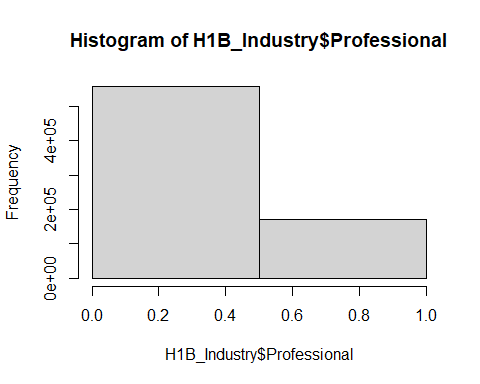 Histogram of H1B_Industry$Professional
Frequency
4e+05
2e+05
0e+00
0.0 0.2 0.4 0.6 0.8 1.0
H1B_Industry$Professional